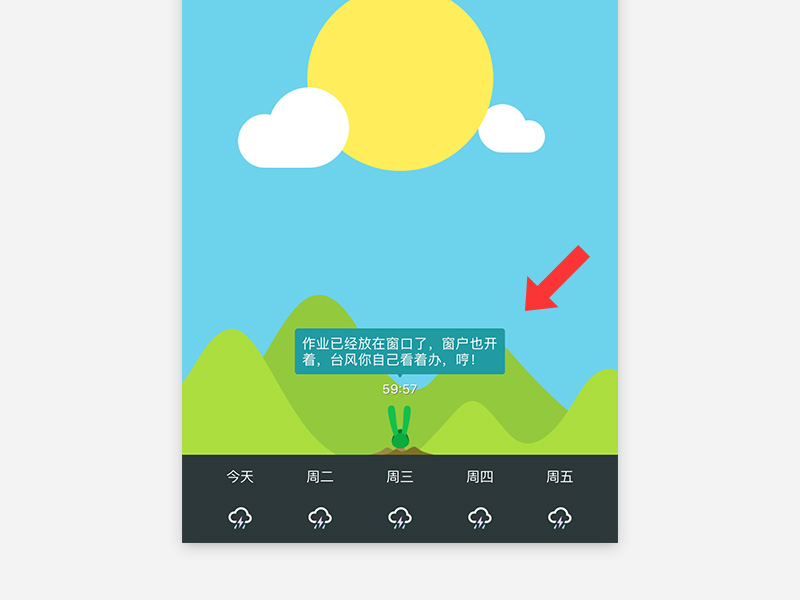 作业已经放在窗口了，窗户也开
着，台风你自己看着办，哼！
59:57
今天 周二 周三 周四 周五